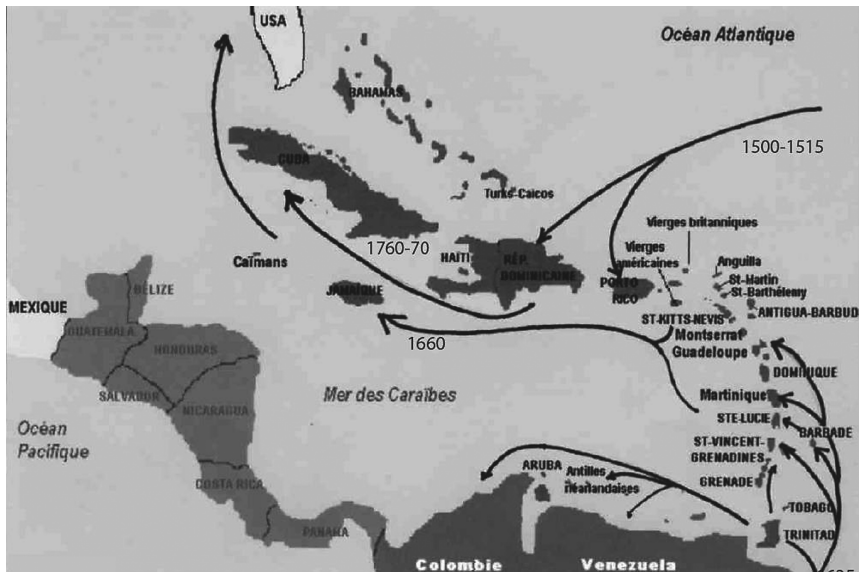 USA
Océan Atlantique
BAHAMAS
1500-1515
CUBA
Turks-Caicos
Vierges britanniques
1760-70
Vierges
américaines
Anguilla
Caïmans
HAÏTI
RÉP.
DOMINICAINE
St-Martin
PORTO
RICO
St-Barthélemy
BÉLIZE
JAMAÏQUE
MEXIQUE
ST-KITTS-NEVIS
ANTIGUA-BARBUD
GUATEMALA
Montserrat
1660
HONDURAS
Guadeloupe
DOMINIQUE
SALVADOR
Mer des Caraïbes
Martinique
NICARAGUA
STE-LUCIE
Océan
Pacifique
BARBADE
ST-VINCENT-
GRENADINES
ARUBA
Antilles
néerlandaises
COSTA RICA
GRENADE
TOBAGO
PANAMA
TRINITAD
Colombie
Venezuela